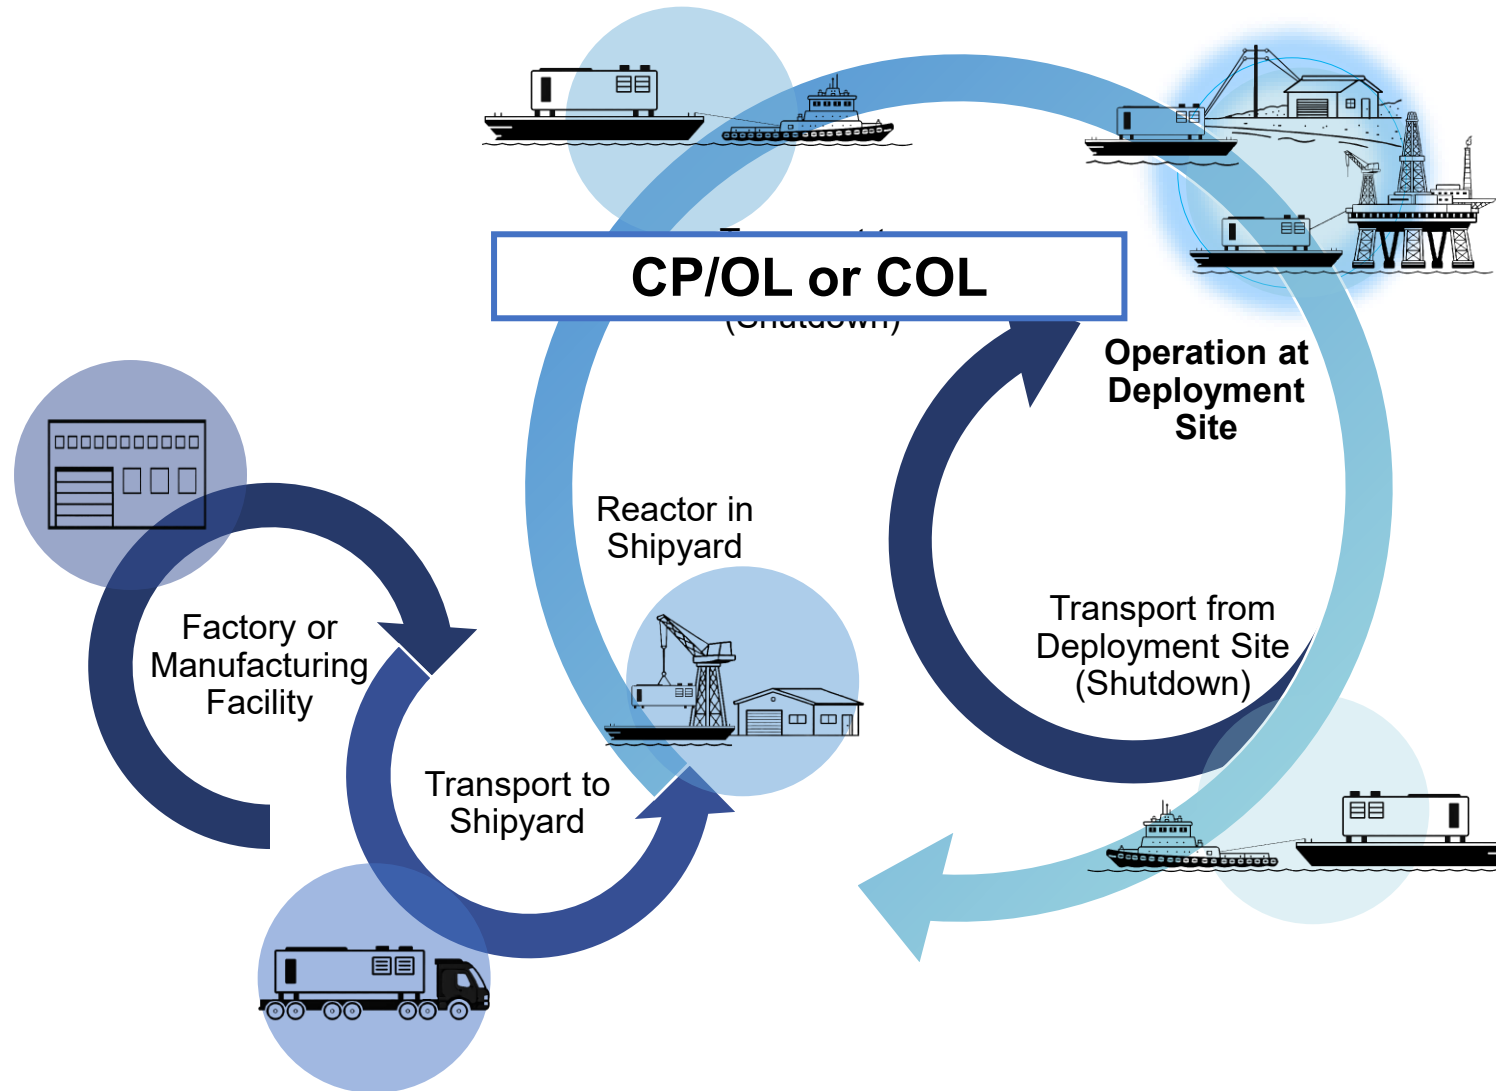 CP/OL or COL
(Shutdown)
Operation at
Deployment
Site
Reactor in
Shipyard
Factory or
Manufacturing
Facility
Transport from
Deployment Site
(Shutdown)
Transport to
Shipyard